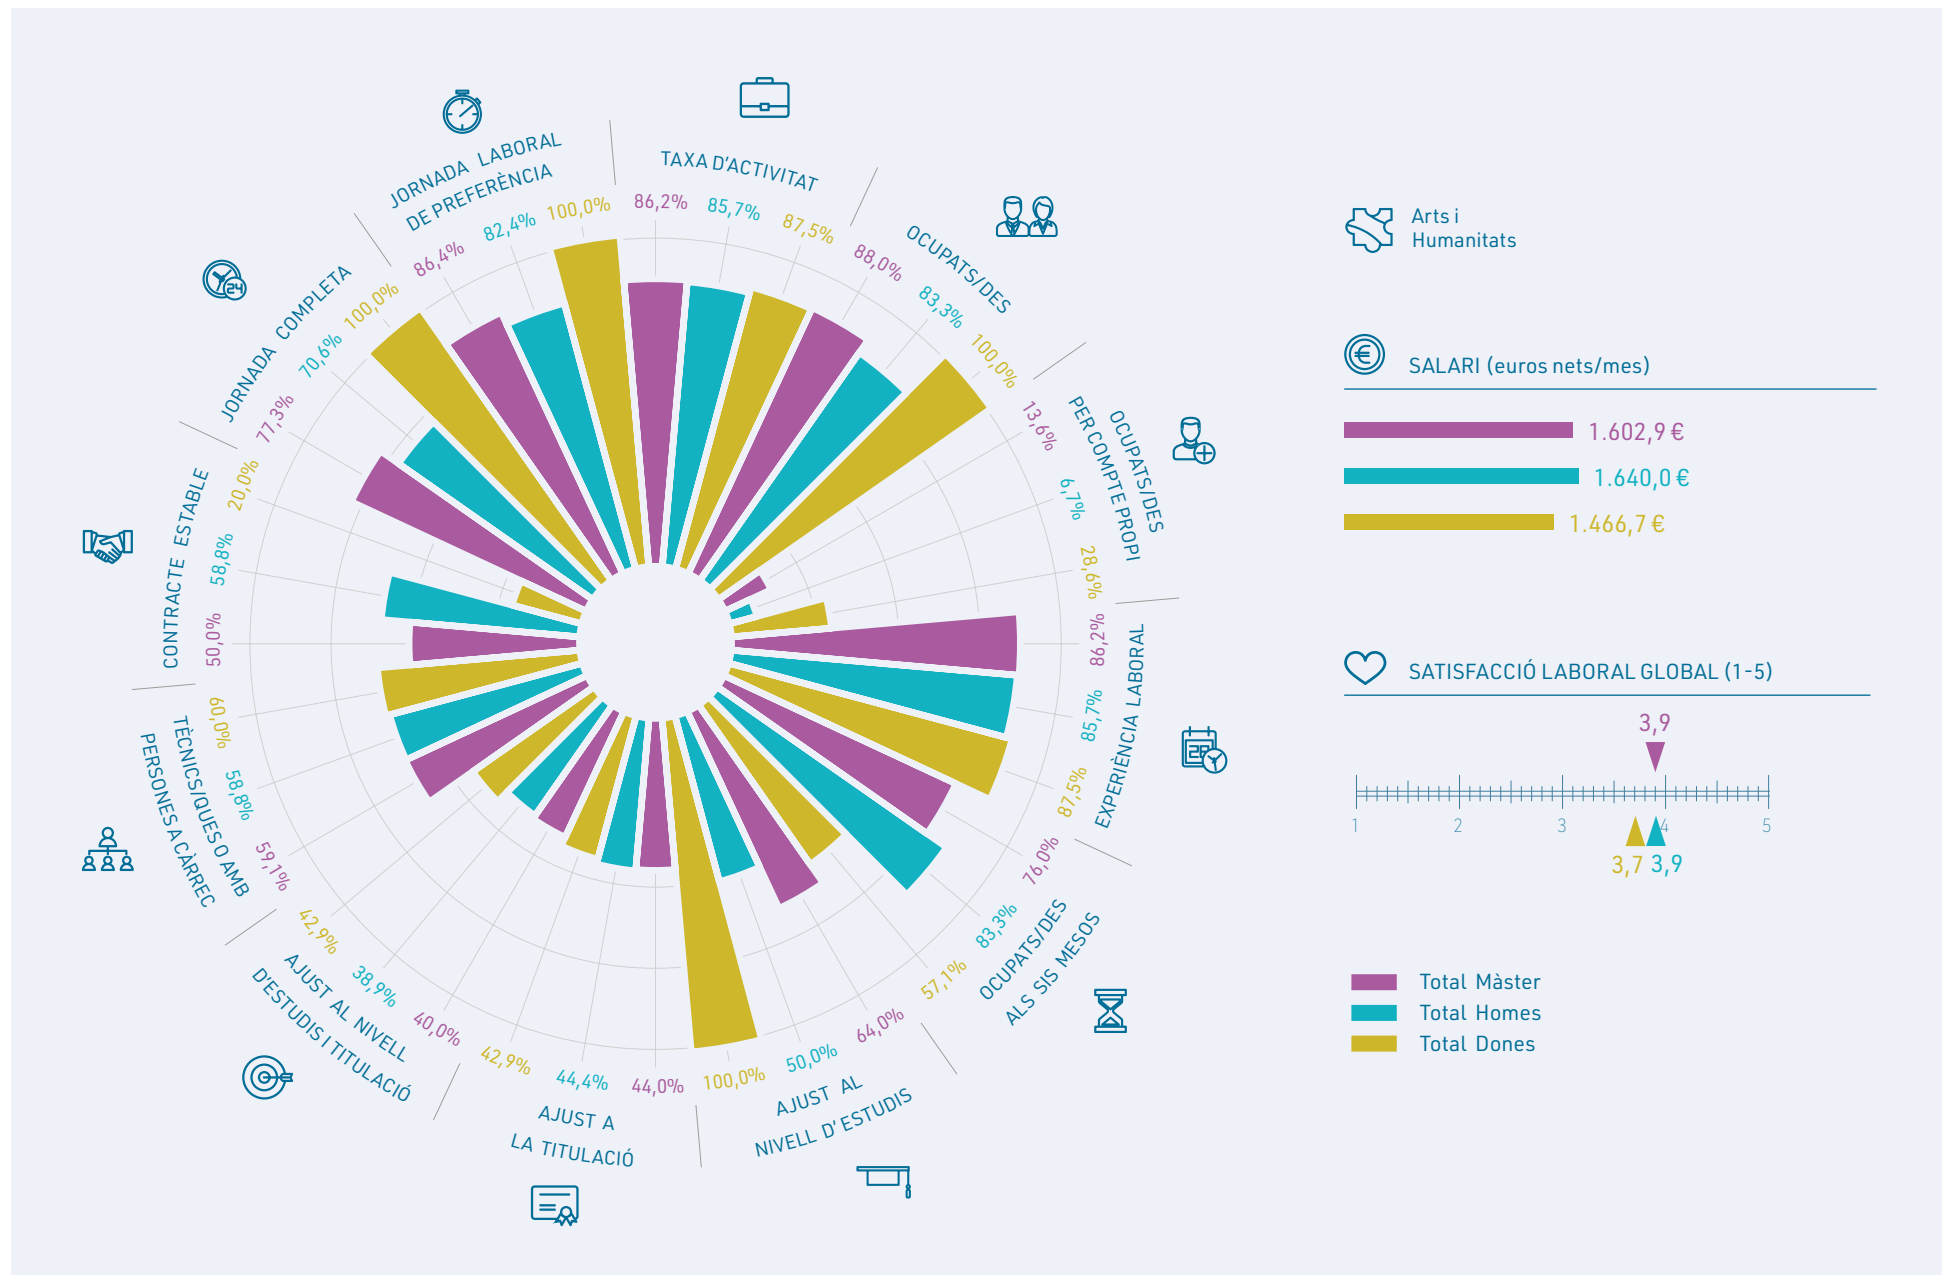 TAXA D'ACTIVITAT
86,2%
85,7%
87,5%
OCUPATS/DES
88,0%
83,3%
100,0%
OCUPATS/DES
PER COMPTE PROPI
13,6%
6,7%
28,6%
EXPERIÈNCIA LABORAL
86,2%
85,7%
87,5%
OCUPATS/DES
ALS SIS MESOS
76,0%
83,3%
57,1%
AJUST AL
NIVELL D'ESTUDIS
64,0%
50,0%
100,0%
AJUST A
LA TITULACIÓ
44,0%
44,4%
42,9%
AJUST AL NIVELL
D'ESTUDIS I TITULACIÓ
40,0%
38,9%
42,9%
TÈCNICS/QUES O AMB
PERSONES A CÀRREC
59,1%
58,8%
60,0%
CONTRACTE ESTABLE
50,0%
58,8%
20,0%
JORNADA COMPLETA
77,3%
70,6%
100,0%
JORNADA LABORAL
DE PREFERÈNCIA
86,4%
82,4%
100,0%
24
Arts i
Humanitats
SALARI (euros nets/mes)
1.602,9 €
1.640,0 €
1.466,7 €
SATISFACCIÓ LABORAL GLOBAL (1-5)
3,9
1 2 3 4 5
3,7 3,9
Total Màster
Total Homes
Total Dones